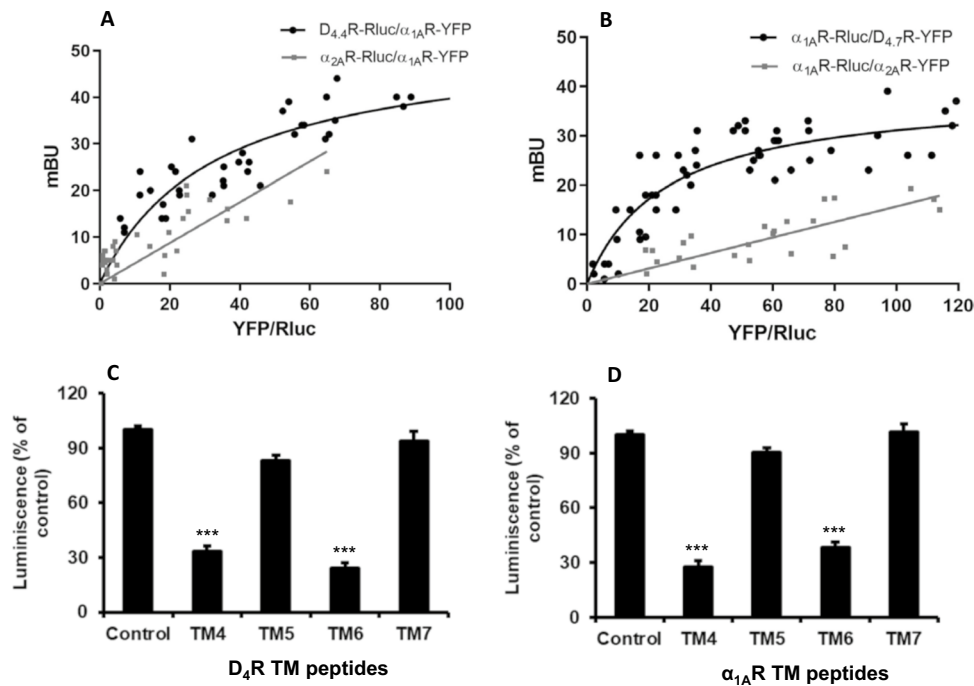 A
D4.4R-Rluc/α1AR-YFP
α2AR-Rluc/α1AR-YFP
50
40
30
20
10
0
mBU
0 20 40 60 80 100
YFP/Rluc
B
α1AR-Rluc/D4.7R-YFP
α1AR-Rluc/α2AR-YFP
50
40
30
20
10
0
mBU
0 20 40 60 80 100 120
YFP/Rluc
C
120
90
60
30
0
Luminiscence (% of
control)
*** ***
Control TM4 TM5 TM6 TM7
D4R TM peptides
D
120
90
60
30
0
Luminiscence (% of
control)
*** ***
Control TM4 TM5 TM6 TM7
α1AR TM peptides